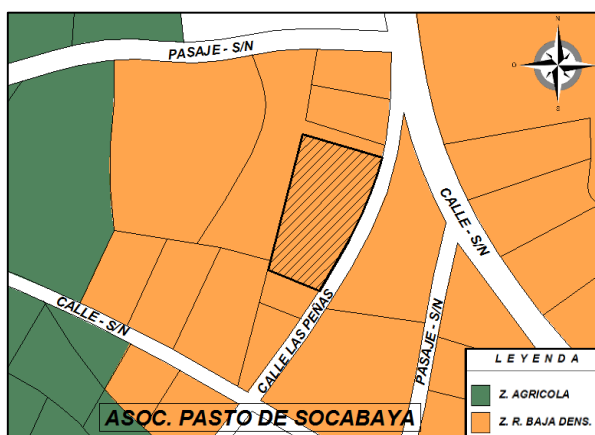 PASAJE - S/N
N
O
E
S
CALLE - S/N
CALLE - S/N
CALLE LAS PEÑAS
PASAJE - S/N
LEYENDA
Z. AGRICOLA
Z. R. BAJA DENS.
ASOC. PASTO DE SOCABAYA